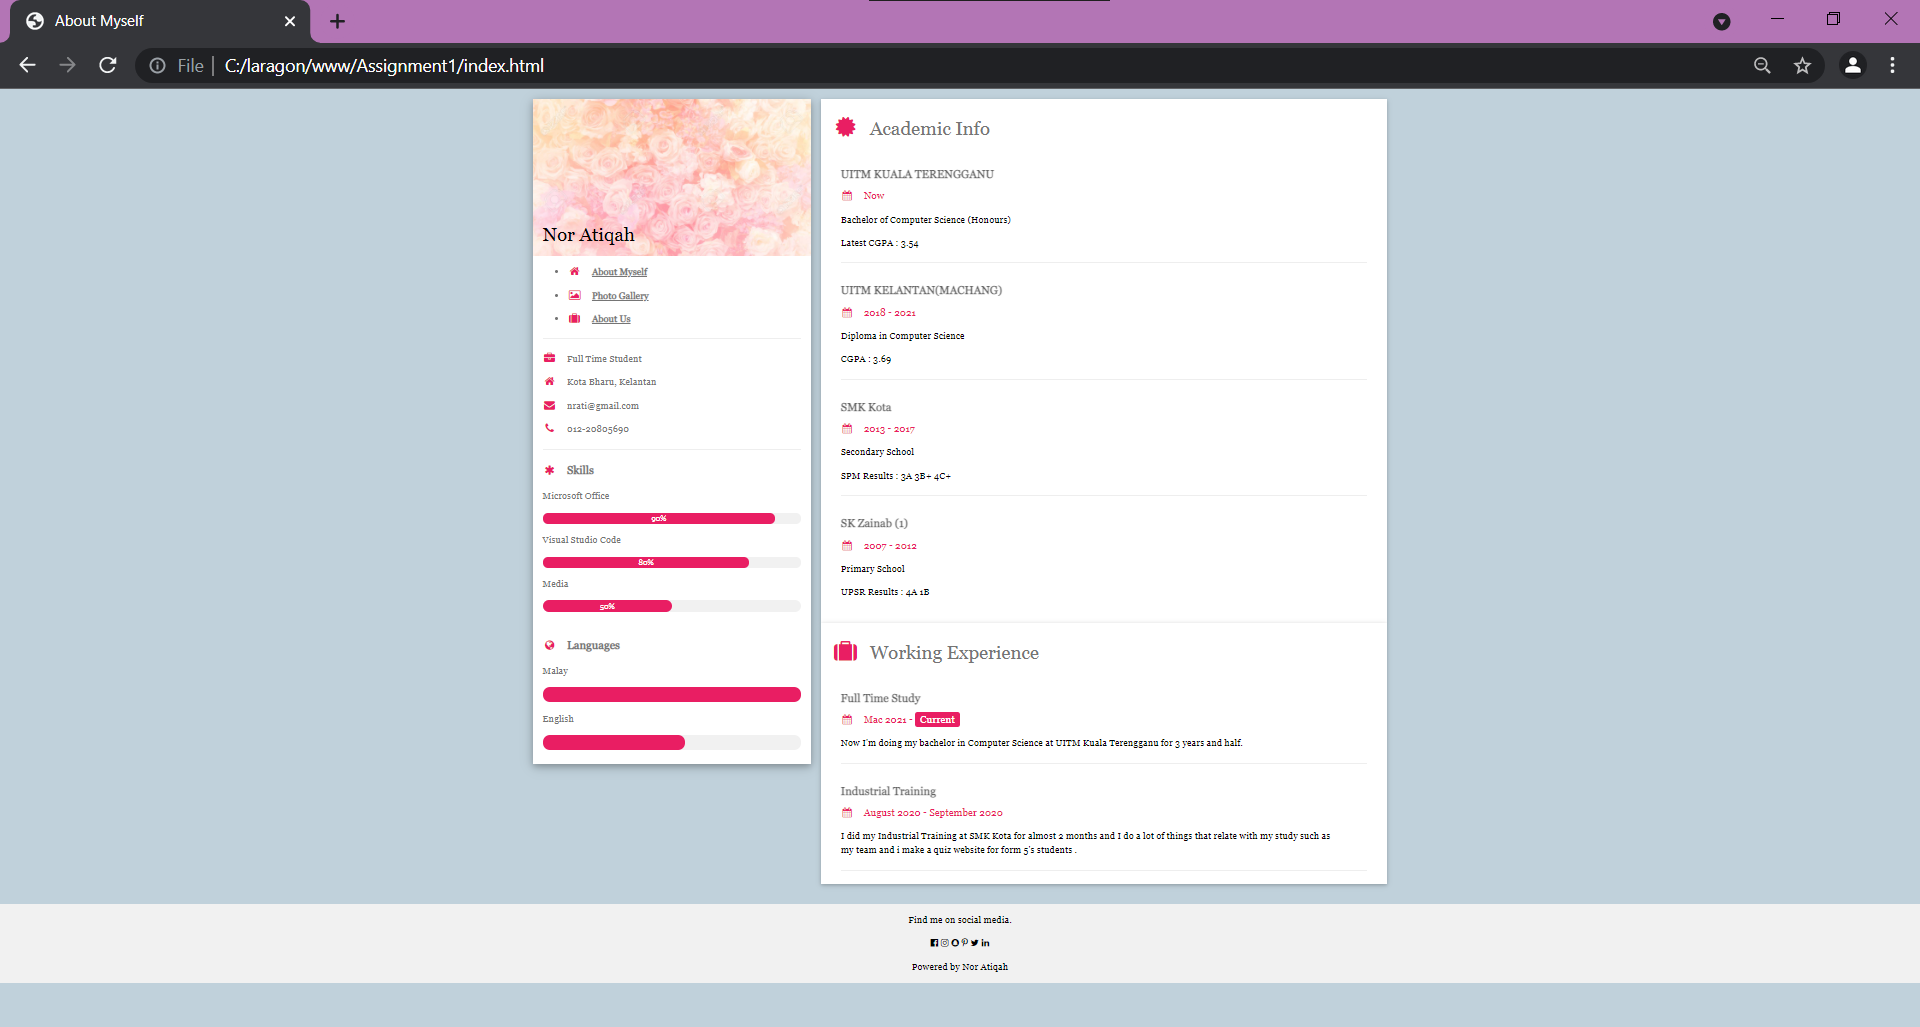 About Myself
File
C:/laragon/www/Assignment1/index.html
Nor Atiqah
About Myself
Photo Gallery
About Us
Full Time Student
Kota Bharu, Kelantan
nrati@gmail.com
012-20805690
Skills
Microsoft Office
90%
Visual Studio Code
80%
Media
50%
Languages
Malay
English
Academic Info
UITM KUALA TERENGGANU
Now
Bachelor of Computer Science (Honours)
Latest CGPA : 3.54
UITM KELANTAN(MACHANG)
2018 - 2021
Diploma in Computer Science
CGPA : 3.69
SMK Kota
2013 - 2017
Secondary School
SPM Results : 3A 3B+ 4C+
SK Zainab (1)
2007 - 2012
Primary School
UPSR Results : 4A 1B
Working Experience
Full Time Study
Mac 2021 - Current
Now I'm doing my bachelor in Computer Science at UITM Kuala Terengganu for 3 years and half.
Industrial Training
August 2020 - September 2020
I did my Industrial Training at SMK Kota for almost 2 months and I do a lot of things that relate with my study such as
my team and i make a quiz website for form 5's students .
Find me on social media.
Powered by Nor Atiqah